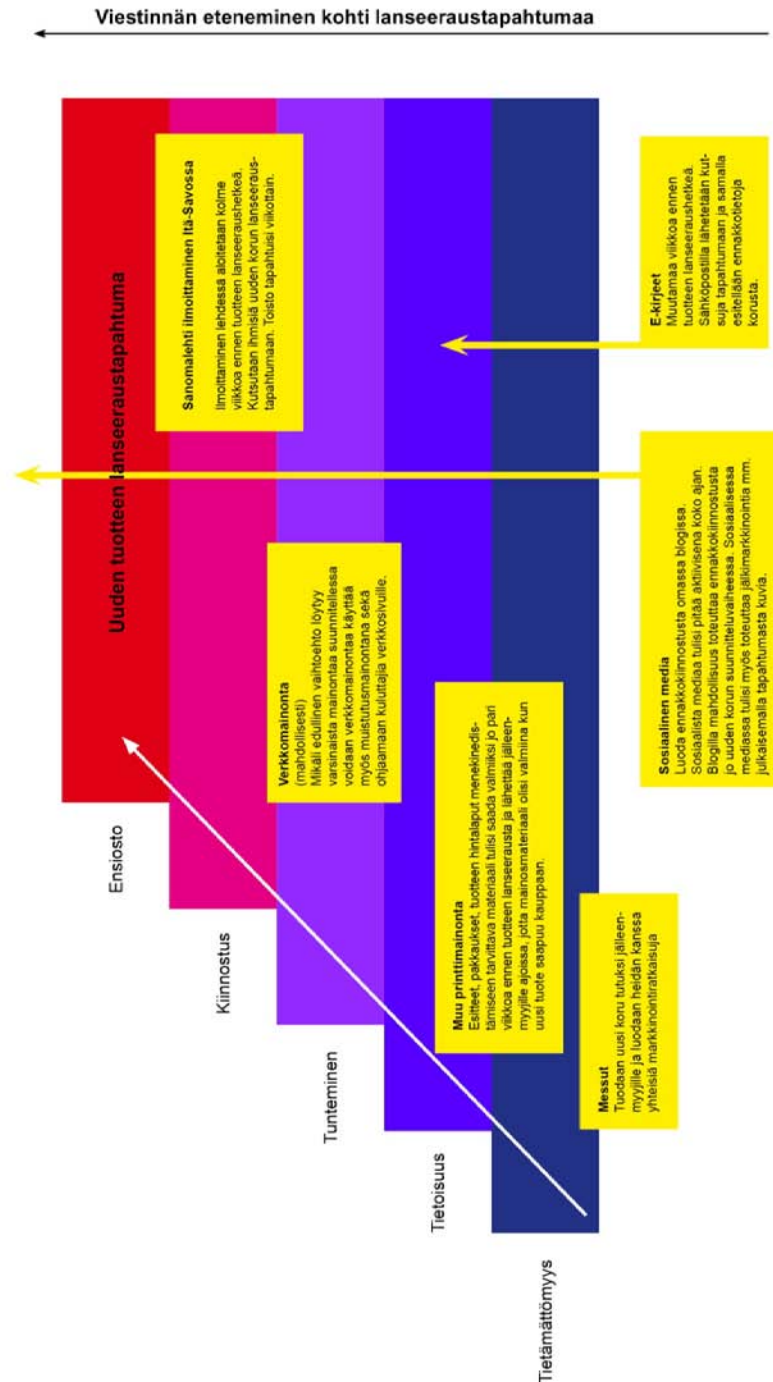 Viestinnän eteneminen kohti lanseeraustapahtumaa
Uuden tuotteen lanseeraustapahtuma
Ensiosto
Kiinnostus
Tunteminen
Tietoisuus
Tietämättömyys
Sanomalehti ilmoittaminen Itä-Savossa
Ilmoittaminen lehdessä aloitetaan kolme
viikkoa ennen tuotteen lanseeraushetkeä.
Kutsutaan ihmisiä uuden korun lanseeraus-
tapahtumaan. Toisto tapahtuisi viikottain.
Verkkomainonta
(mahdollisesti)
Mikäli edullinen vaihtoehto löytyy
varsinaista mainontaa suunnitellessa
voidaan verkkomainontaa käyttää
myös muistutusmainontana sekä
ohjaamaan kuluttajia verkkosivuille.
Muu printtimainonta
Esitteet, pakkaukset, tuotteen hintalaput menekinedis-
tämiseen tarvittava materiaali tulisi saada valmiiksi jo pari
viikkoa ennen tuotteen lanseerausta ja lähettää jälleen-
myyjille ajoissa, jotta mainosmateriaali olisi valmiina kun
uusi tuote saapuu kauppaan.
Messut
Tuodaan uusi koru tutuksi jälleen-
myyjille ja luodaan heidän kanssa
yhteisiä markkinointiratkaisuja
Sosiaalinen media
Luoda ennakkokiinnostusta omassa blogissa.
Sosiaalista mediaa tulisi pitää aktiivisena koko ajan.
Blogilla mahdollisuus toteuttaa ennakkokiinnostusta
jo uuden korun suunnitteluvaiheessa. Sosiaalisessa
mediassa tulisi myös toteuttaa jälkimarkkinointia mm.
julkaisemalla tapahtumasta kuvia.
E-kirjeet
Muutamaa viikkoa ennen
tuotteen lanseeraushetkeä.
Sähköpostilla lähetetään kut-
suja tapahtumaan ja samalla
esitellään ennakkotietoja
korusta.